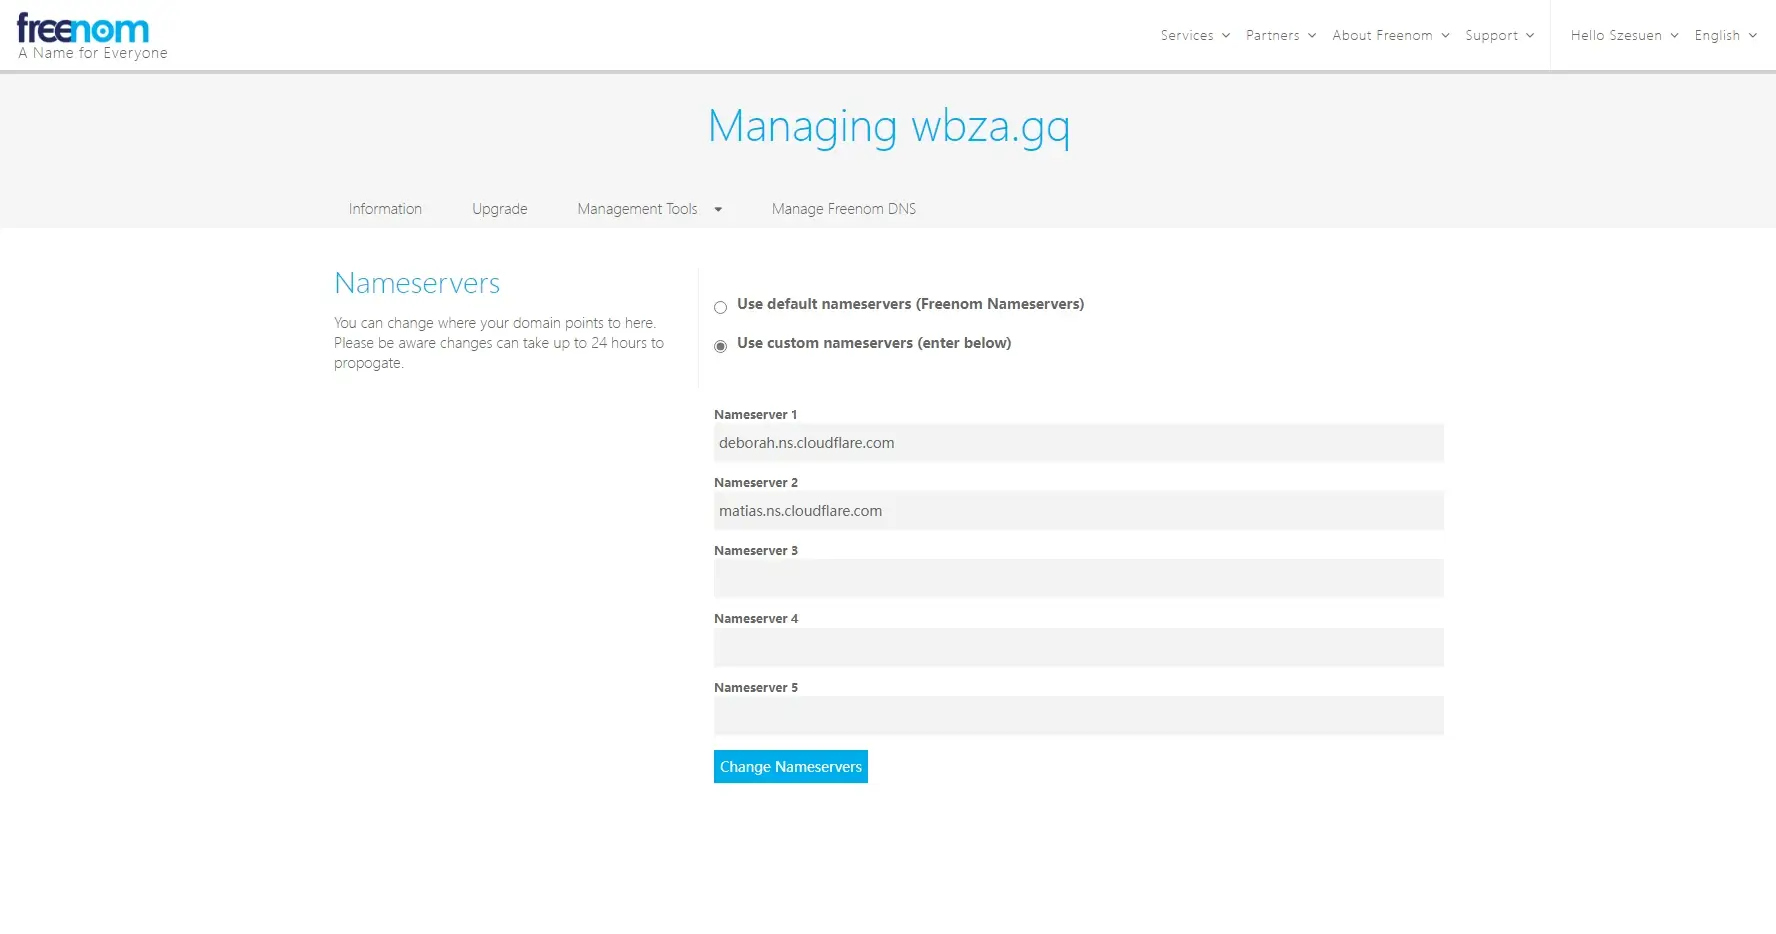 freenom
A Name for Everyone
Services Partners About Freenom Support Hello Szesuen English
Managing wbza.gq
Information Upgrade Management Tools Manage Freenom DNS
Nameservers
You can change where your domain points to here.
Please be aware changes can take up to 24 hours to
propogate.
Use default nameservers (Freenom Nameservers)
Use custom nameservers (enter below)
Nameserver 1
deborah.ns.cloudflare.com
Nameserver 2
matias.ns.cloudflare.com
Nameserver 3
Nameserver 4
Nameserver 5
Change Nameservers